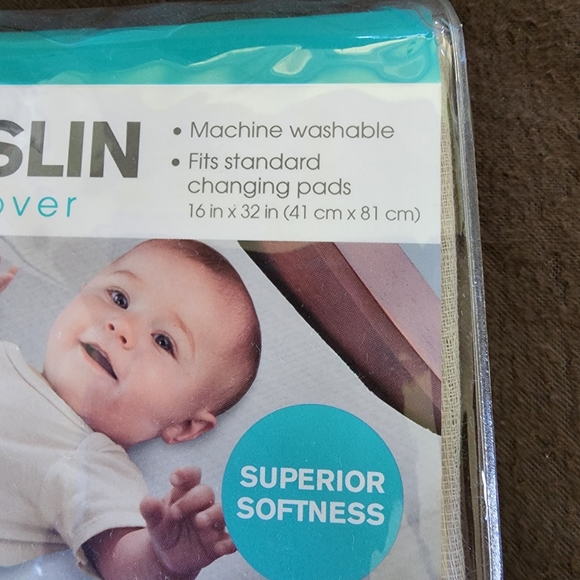 SLIN
over
• Machine washable
• Fits standard
changing pads
16 in x 32 in (41 cm x 81 cm)
SUPERIOR
SOFTNESS